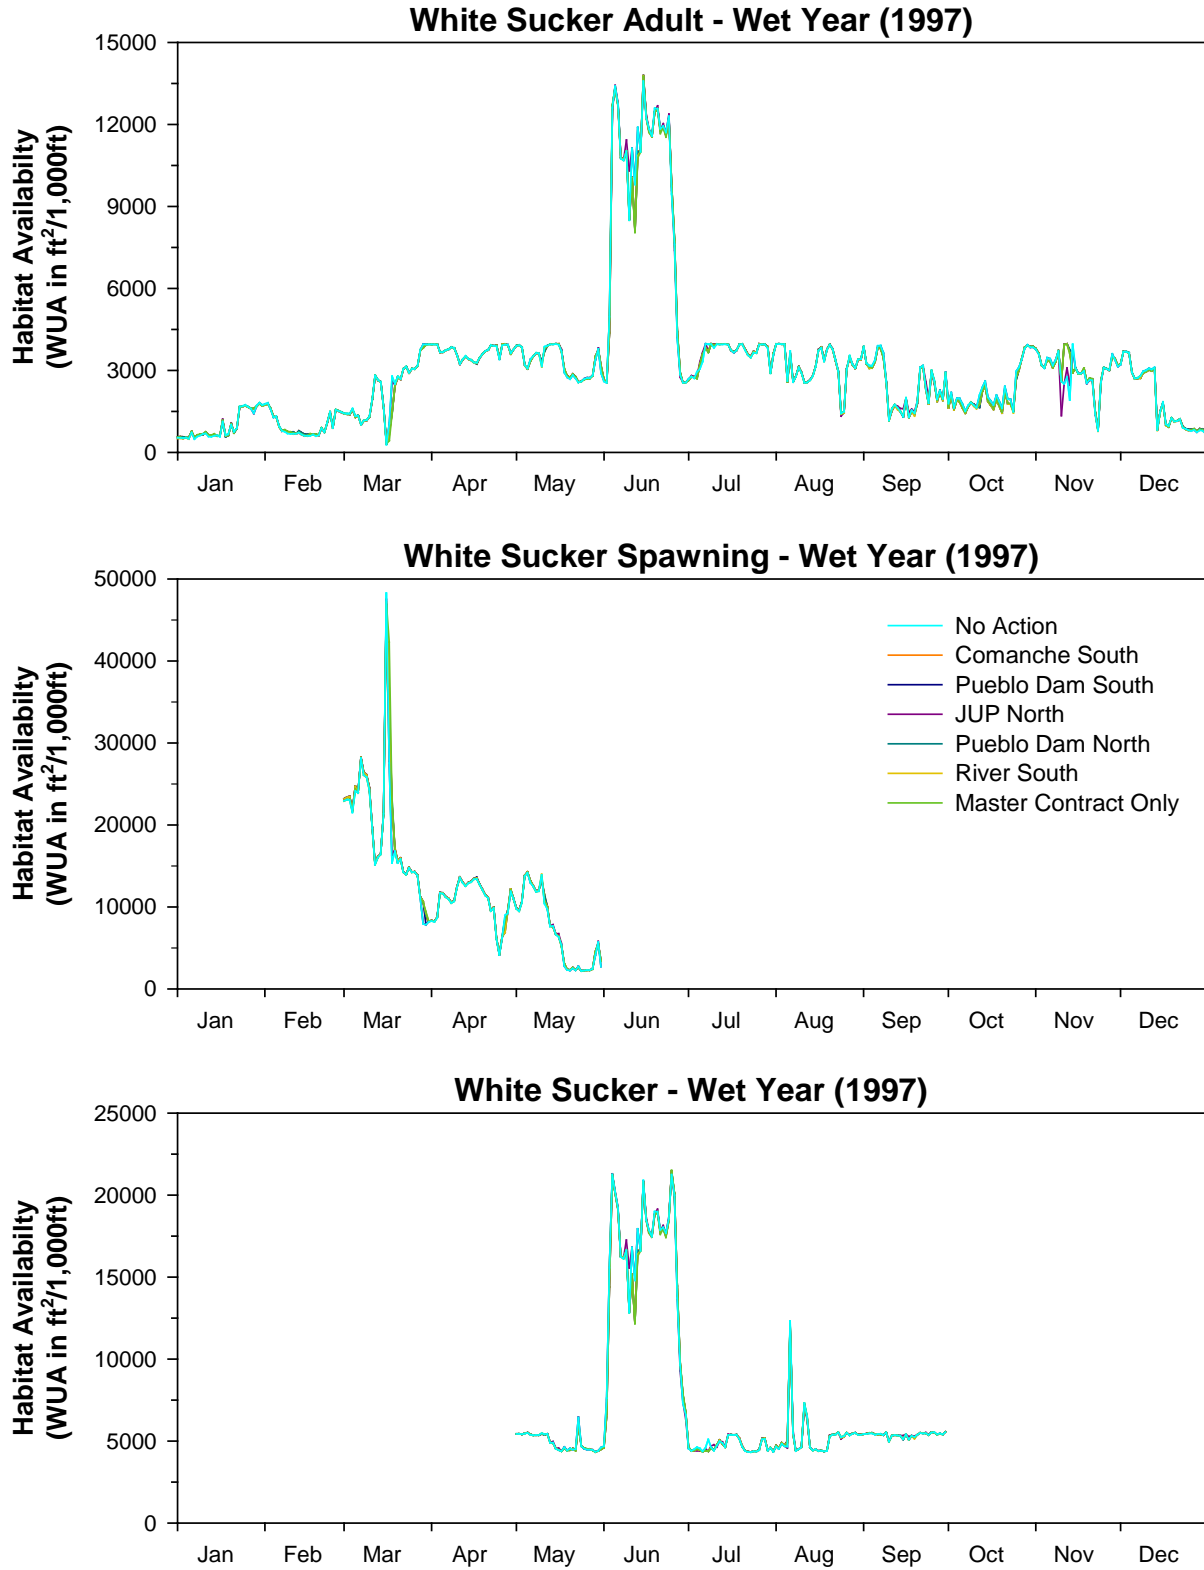 White Sucker Adult - Wet Year (1997)
Habitat Availabilty
(WUA in ft²/1,000ft)
15000
12000
9000
6000
3000
0
Jan Feb Mar Apr May Jun Jul Aug Sep Oct Nov Dec
White Sucker Spawning - Wet Year (1997)
Habitat Availabilty
(WUA in ft²/1,000ft)
50000
40000
30000
20000
10000
0
No Action
Comanche South
Pueblo Dam South
JUP North
Pueblo Dam North
River South
Master Contract Only
Jan Feb Mar Apr May Jun Jul Aug Sep Oct Nov Dec
White Sucker - Wet Year (1997)
Habitat Availabilty
(WUA in ft²/1,000ft)
25000
20000
15000
10000
5000
0
Jan Feb Mar Apr May Jun Jul Aug Sep Oct Nov Dec